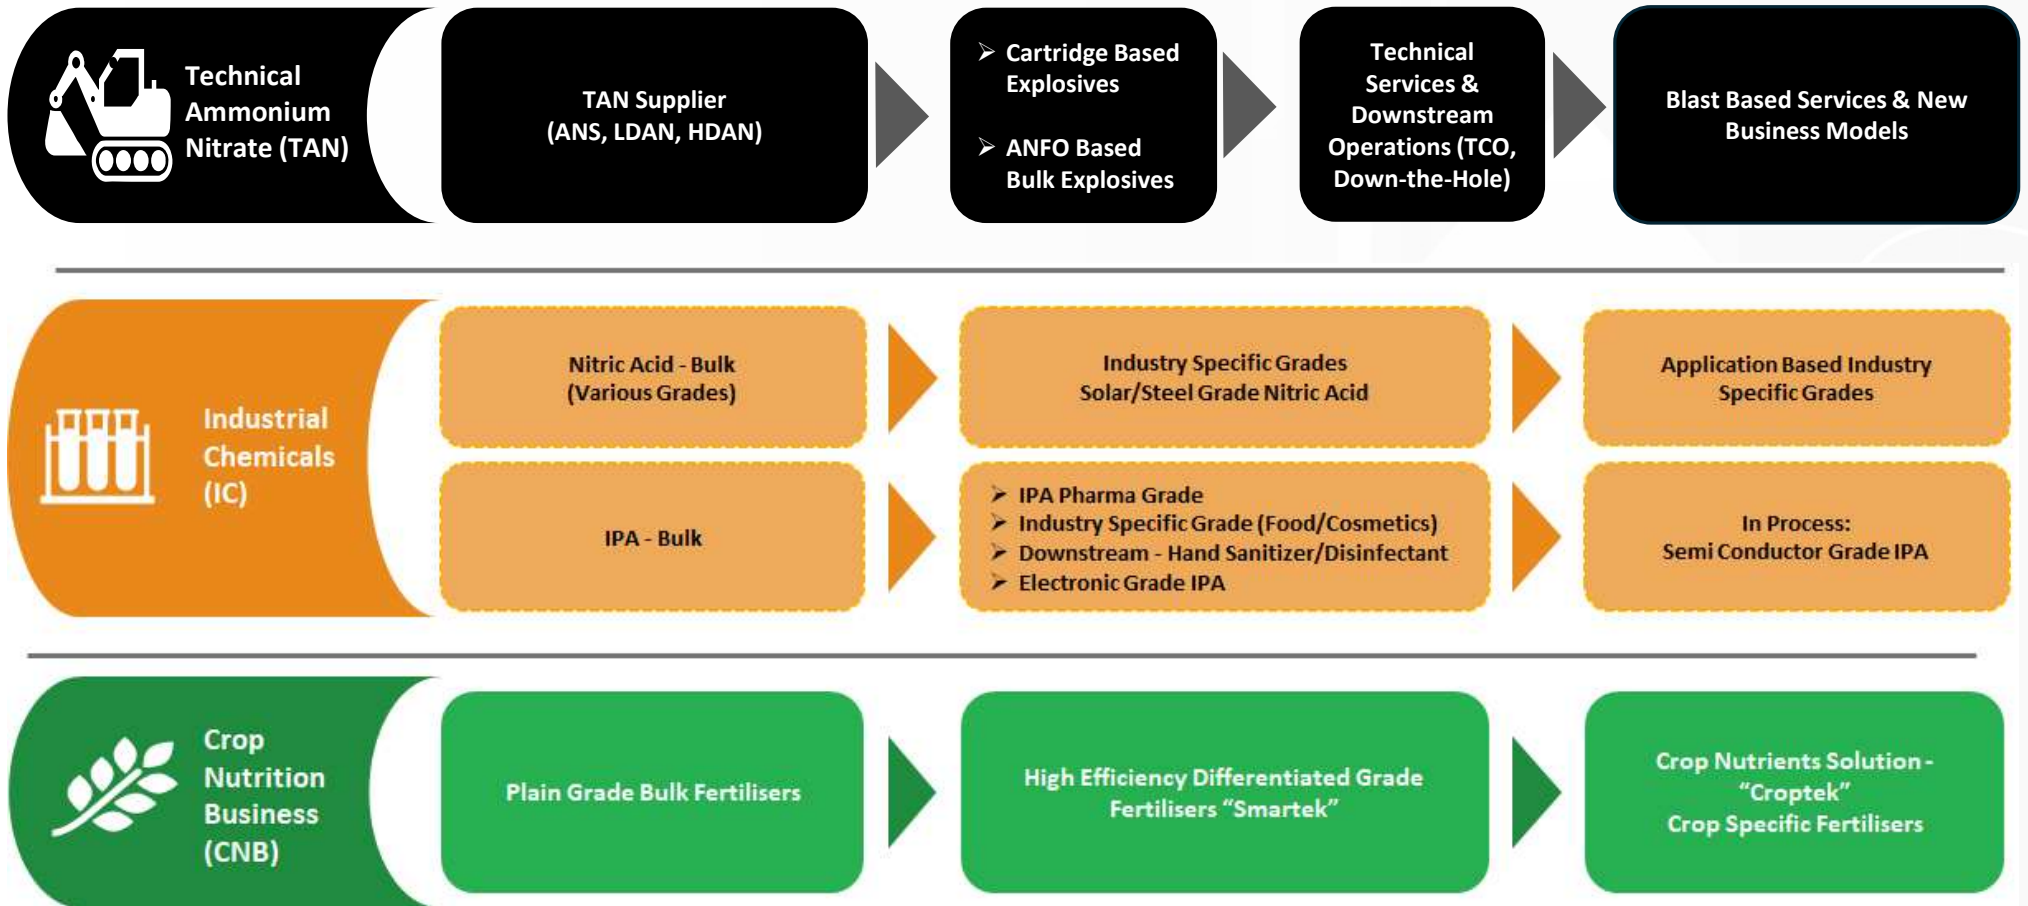 Technical
Ammonium
Nitrate (TAN)
TAN Supplier
(ANS, LDAN, HDAN)
➢ Cartridge Based
Explosives
➢ ANFO Based
Bulk Explosives
Technical
Services &
Downstream
Operations (TCO,
Down-the-Hole)
Blast Based Services & New
Business Models
Industrial
Chemicals
(IC)
Nitric Acid - Bulk
(Various Grades)
Industry Specific Grades
Solar/Steel Grade Nitric Acid
Application Based Industry
Specific Grades
IPA - Bulk
➢ IPA Pharma Grade
➢ Industry Specific Grade (Food/Cosmetics)
➢ Downstream - Hand Sanitizer/Disinfectant
➢ Electronic Grade IPA
In Process:
Semi Conductor Grade IPA
Crop
Nutrition
Business
(CNB)
Plain Grade Bulk Fertilisers
High Efficiency Differentiated Grade
Fertilisers “Smartek”
Crop Nutrients Solution -
“Croptek”
Crop Specific Fertilisers